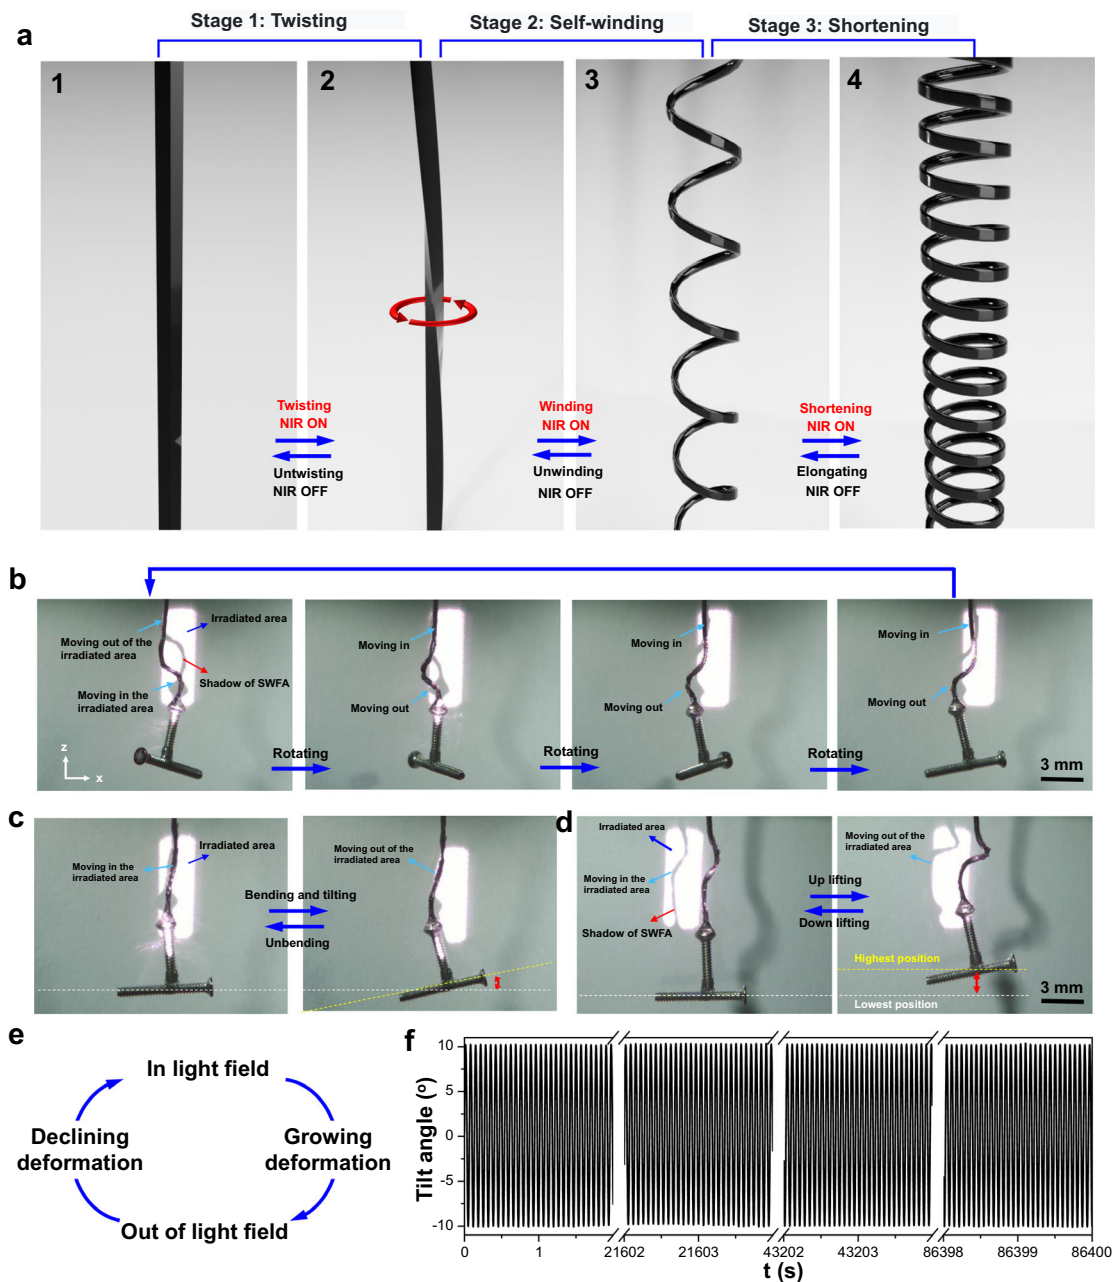 a
Stage 1: Twisting
Stage 2: Self-winding
Stage 3: Shortening
1
2
3
4
Twisting
NIR ON
Untwisting
NIR OFF
Winding
NIR ON
Unwinding
NIR OFF
Shortening
NIR ON
Elongating
NIR OFF
b
Irradiated area
Moving out of the
irradiated area
Shadow of SWFA
Moving in the
irradiated area
z
x
Rotating
Moving in
Moving out
Rotating
Moving in
Moving out
Rotating
Moving in
Moving out
3 mm
c
Irradiated area
Moving in the
irradiated area
Bending and tilting
Unbending
Moving out of the
irradiated area
d
Irradiated area
Moving in the
irradiated area
Shadow of SWFA
Up lifting
Down lifting
Moving out of the
irradiated area
Highest position
Lowest position
3 mm
e
In light field
Declining
deformation
Growing
deformation
Out of light field
f
Tilt angle (º)
10
5
0
-5
-10
0
1
21602
21603
43202
43203
86398
86399
86400
t (s)